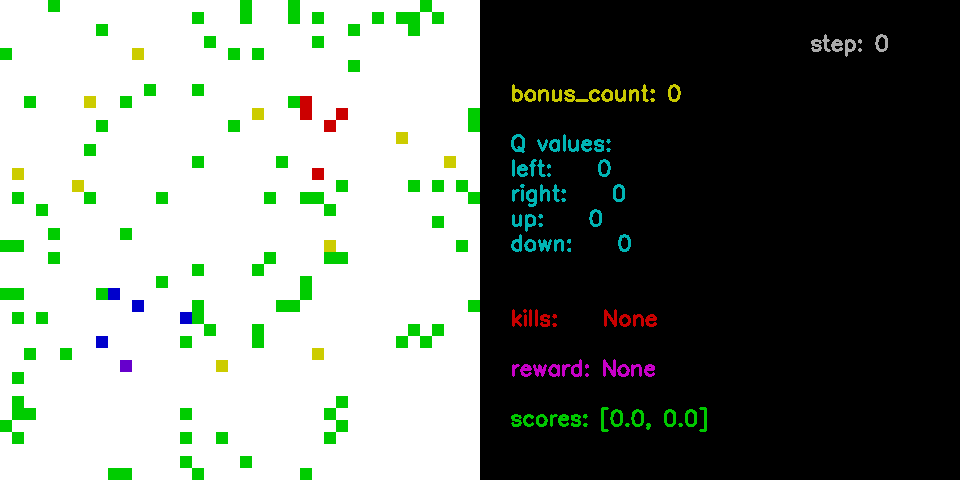 step: 0
bonus_count: 0
Q values:
left: 0
right: 0
up: 0
down: 0
kills: None
reward: None
scores: [0.0, 0.0]